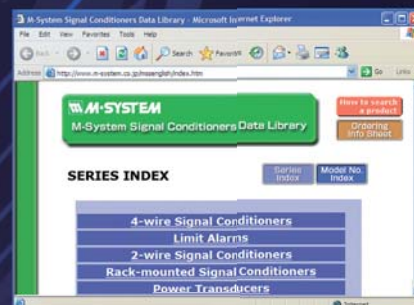 M-System Signal Conditioners Data Library - Microsoft Internet Explorer
File Edit View Favorites Tools Help
Back Search Favorites
Address http://www.m-system.co.jp/mssenglish/index.htm Go Links
M-SYSTEM
M-System Signal Conditioners Data Library
How to search
a product
Ordering
Info Sheet
SERIES INDEX
Series
Index
Model No.
Index
4-wire Signal Conditioners
Limit Alarms
2-wire Signal Conditioners
Rack-mounted Signal Conditioners
Power Transducers
Internet